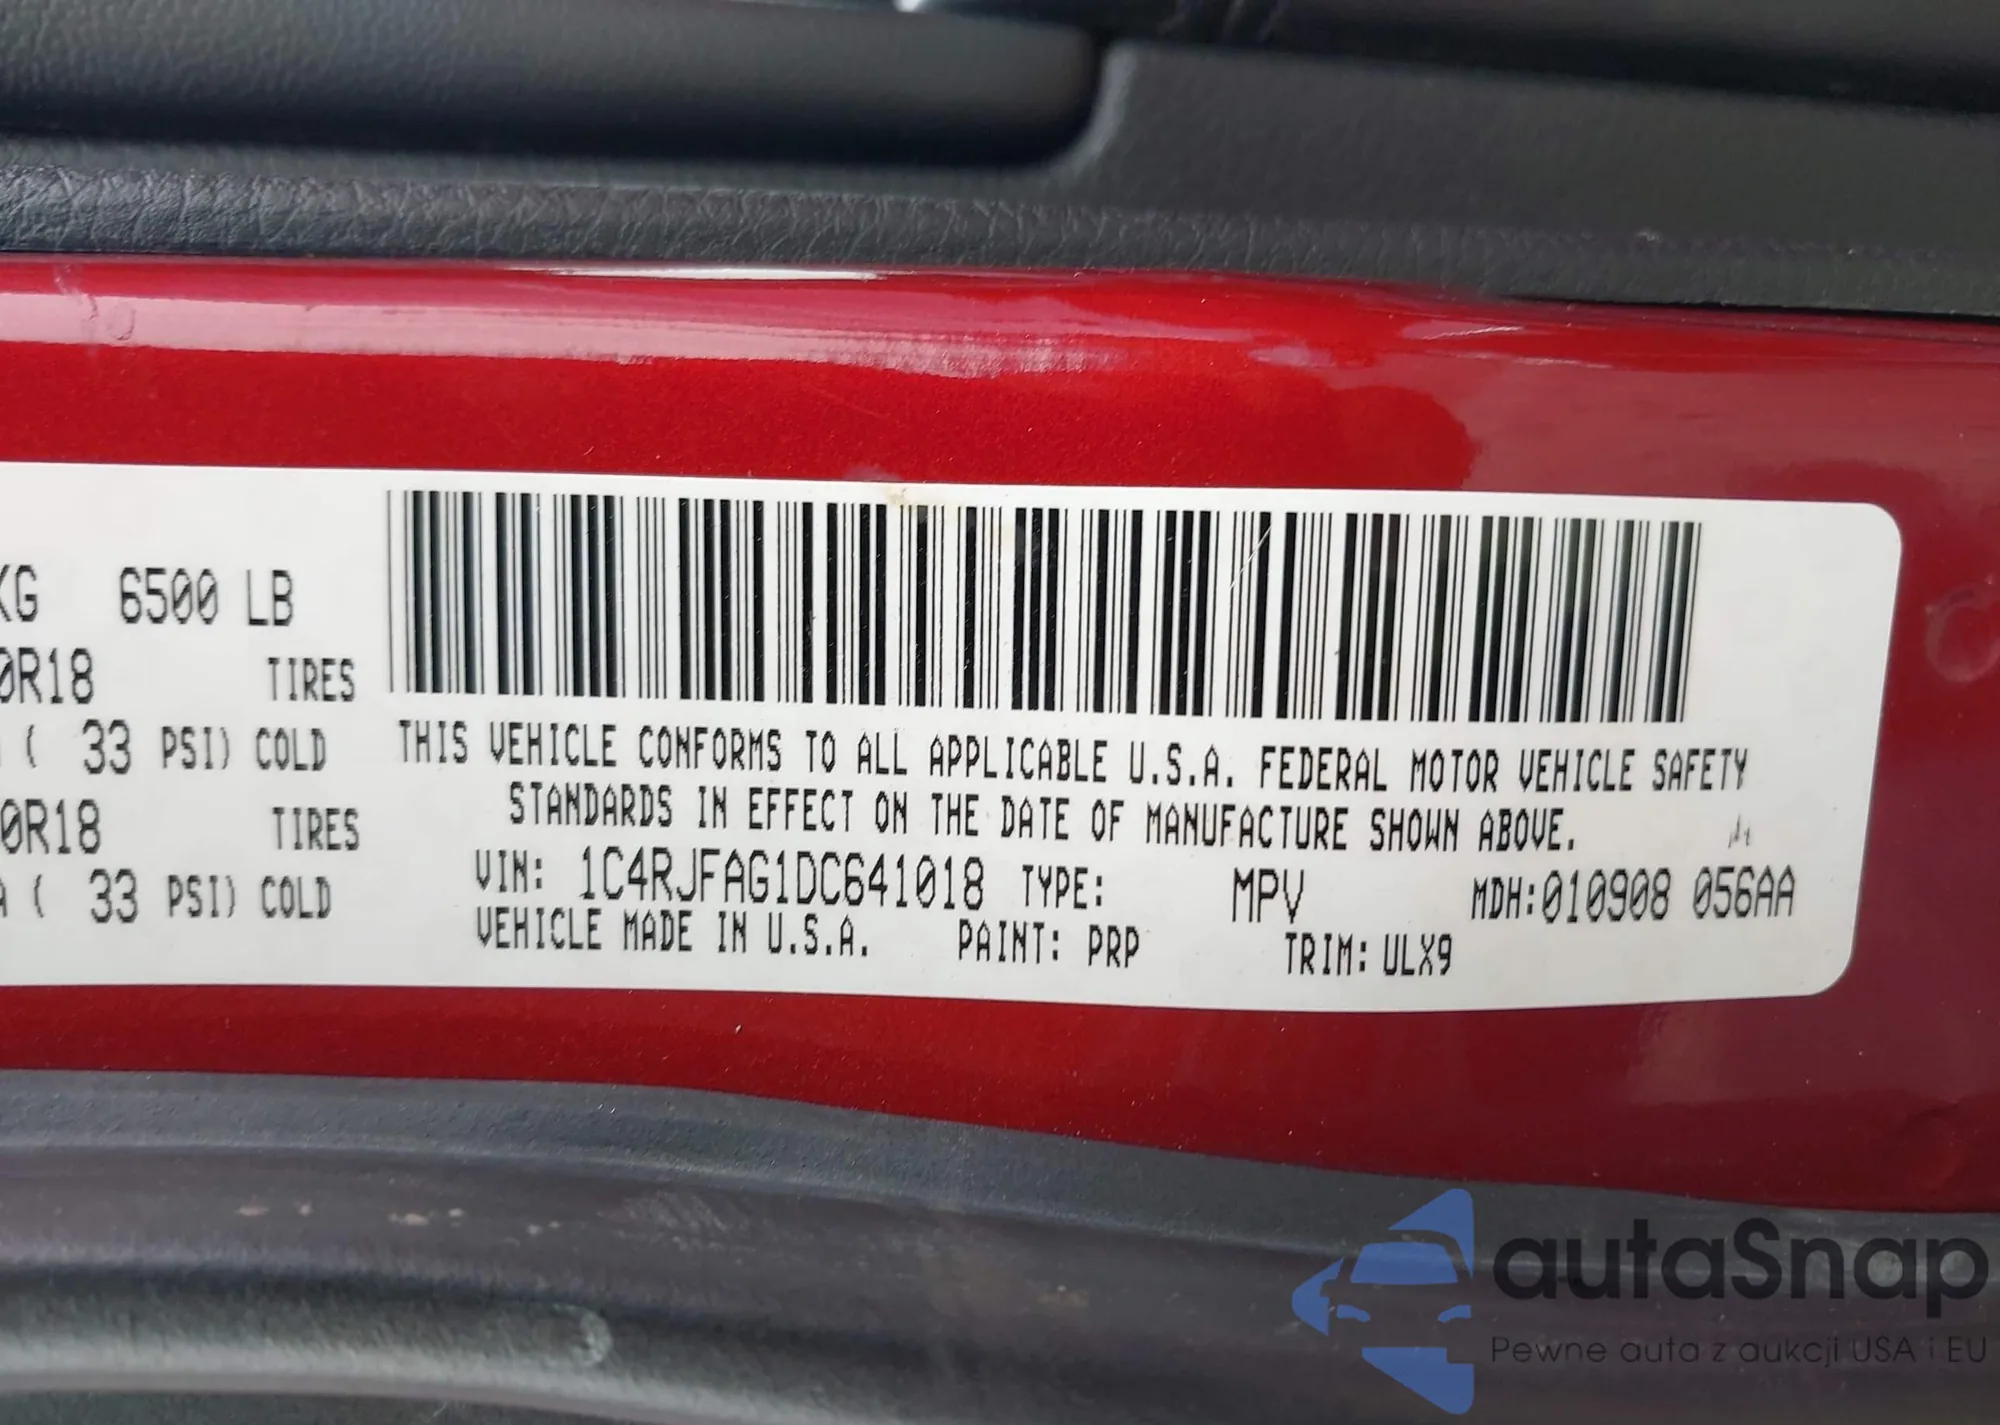 KG 6500 LB
0R18 TIRES
( 33 PSI) COLD
0R18 TIRES
A ( 33 PSI) COLD
THIS VEHICLE CONFORMS TO ALL APPLICABLE U.S.A. FEDERAL MOTOR VEHICLE SAFETY
STANDARDS IN EFFECT ON THE DATE OF MANUFACTURE SHOWN ABOVE.
VIN: 1C4RJFAG1DC641018 TYPE: MPV MDH:010908 056AA
VEHICLE MADE IN U.S.A. PAINT: PRP TRIM: ULX9
autaSnap
Pewne auta z aukcji USA i EU